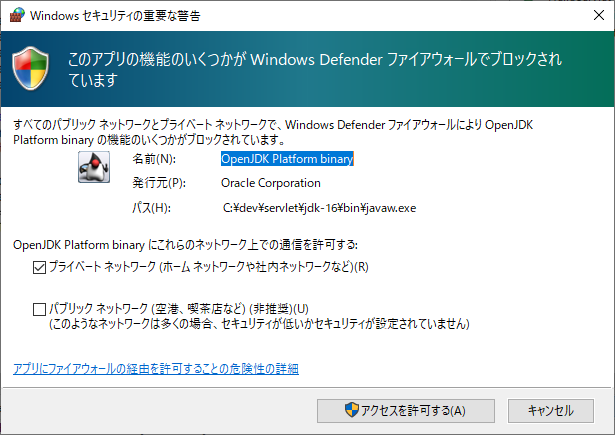 Windows セキュリティの重要な警告
このアプリの機能のいくつかが Windows Defender ファイアウォールでブロックされ
ています
すべてのパブリック ネットワークとプライベート ネットワークで、Windows Defender ファイアウォールにより OpenJDK
Platform binary の機能のいくつかがブロックされています。
名前(N): OpenJDK Platform binary
発行元(P): Oracle Corporation
パス(H): C:¥dev¥servlet¥jdk-16¥bin¥javaw.exe
OpenJDK Platform binary にこれらのネットワーク上での通信を許可する:
プライベート ネットワーク (ホーム ネットワークや社内ネットワークなど)(R)
パブリック ネットワーク (空港、喫茶店など) (非推奨)(U)
(このようなネットワークは多くの場合、セキュリティが低いかセキュリティが設定されていません)
アプリにファイアウォールの経由を許可することの危険性の詳細
アクセスを許可する(A) キャンセル